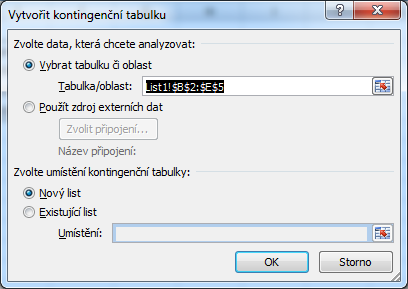 Vytvořit kontingenční tabulku
Zvolte data, která chcete analyzovat:
Vybrat tabulku či oblast
Tabulka/oblast: List1!$B$2:$E$5
Použít zdroj externích dat
Zvolit připojení...
Název připojení:
Zvolte umístění kontingenční tabulky:
Nový list
Existující list
Umístění:
OK Storno